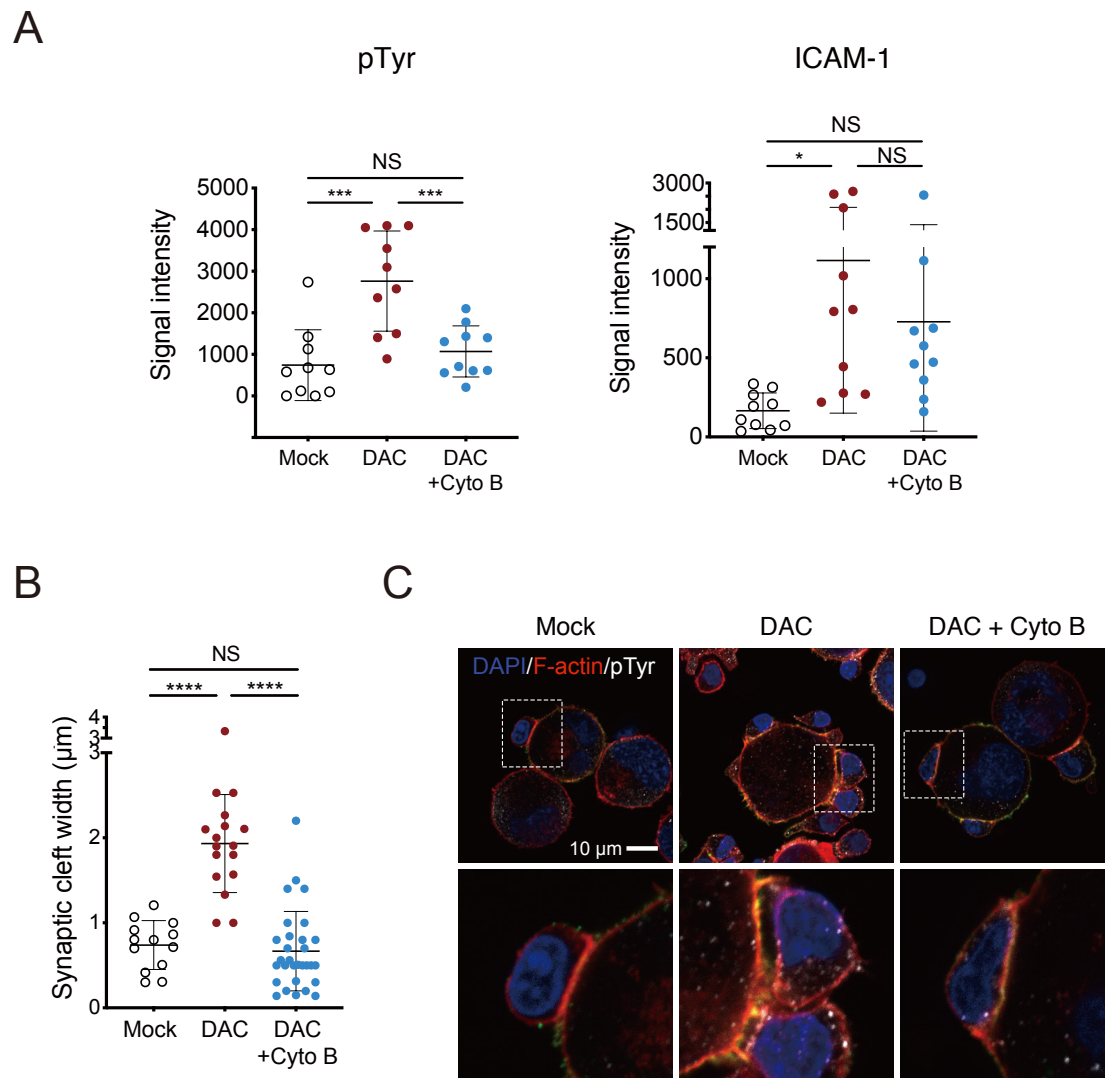 A
pTyr
ICAM-1
NS
***
***
5000
4000
3000
2000
1000
0
Signal intensity
Mock
DAC
DAC
+Cyto B
NS
*
NS
3000
1500
1000
500
0
Signal intensity
Mock
DAC
DAC
+Cyto B
B
NS
****
****
4
3
3
2
1
0
Synaptic cleft width (μm)
Mock
DAC
DAC
+Cyto B
C
Mock
DAC
DAC + Cyto B
DAPI/F-actin/pTyr
10 μm